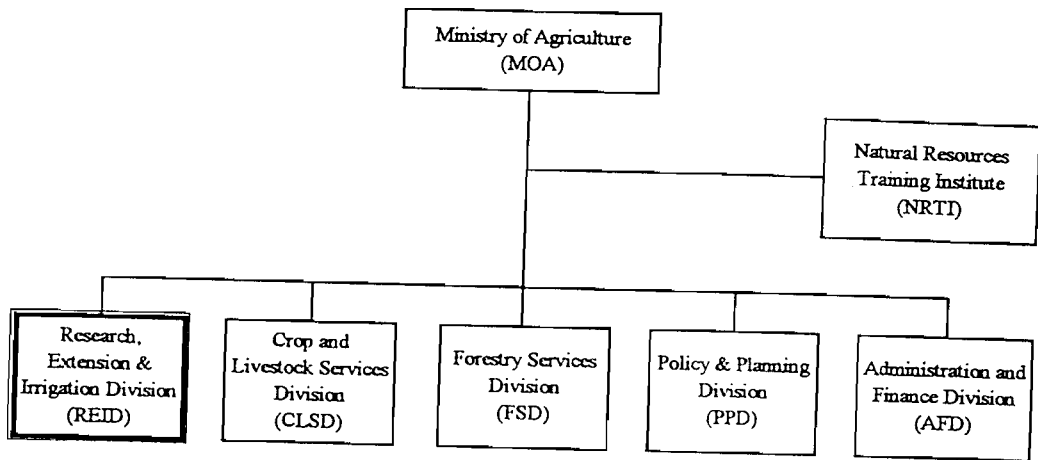 Ministry of Agriculture
(MOA)
Natural Resources
Training Institute
(NRTI)
Research,
Extension &
Irrigation Division
(REID)
Crop and
Livestock Services
Division
(CLSD)
Forestry Services
Division
(FSD)
Policy & Planning
Division
(PPD)
Administration and
Finance Division
(AFD)